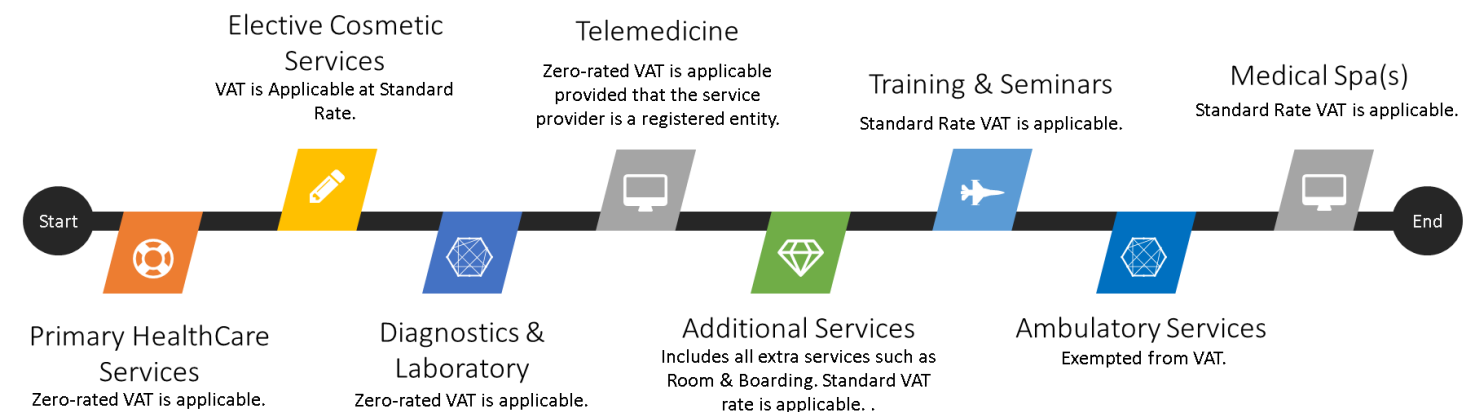 Elective Cosmetic
Services
VAT is Applicable at Standard
Rate.
Telemedicine
Zero-rated VAT is applicable
provided that the service
provider is a registered entity.
Training & Seminars
Standard Rate VAT is applicable.
Medical Spa(s)
Standard Rate VAT is applicable.
Start
End
Primary HealthCare
Services
Zero-rated VAT is applicable.
Diagnostics &
Laboratory
Zero-rated VAT is applicable.
Additional Services
Includes all extra services such as
Room & Boarding. Standard VAT
rate is applicable. .
Ambulatory Services
Exempted from VAT.